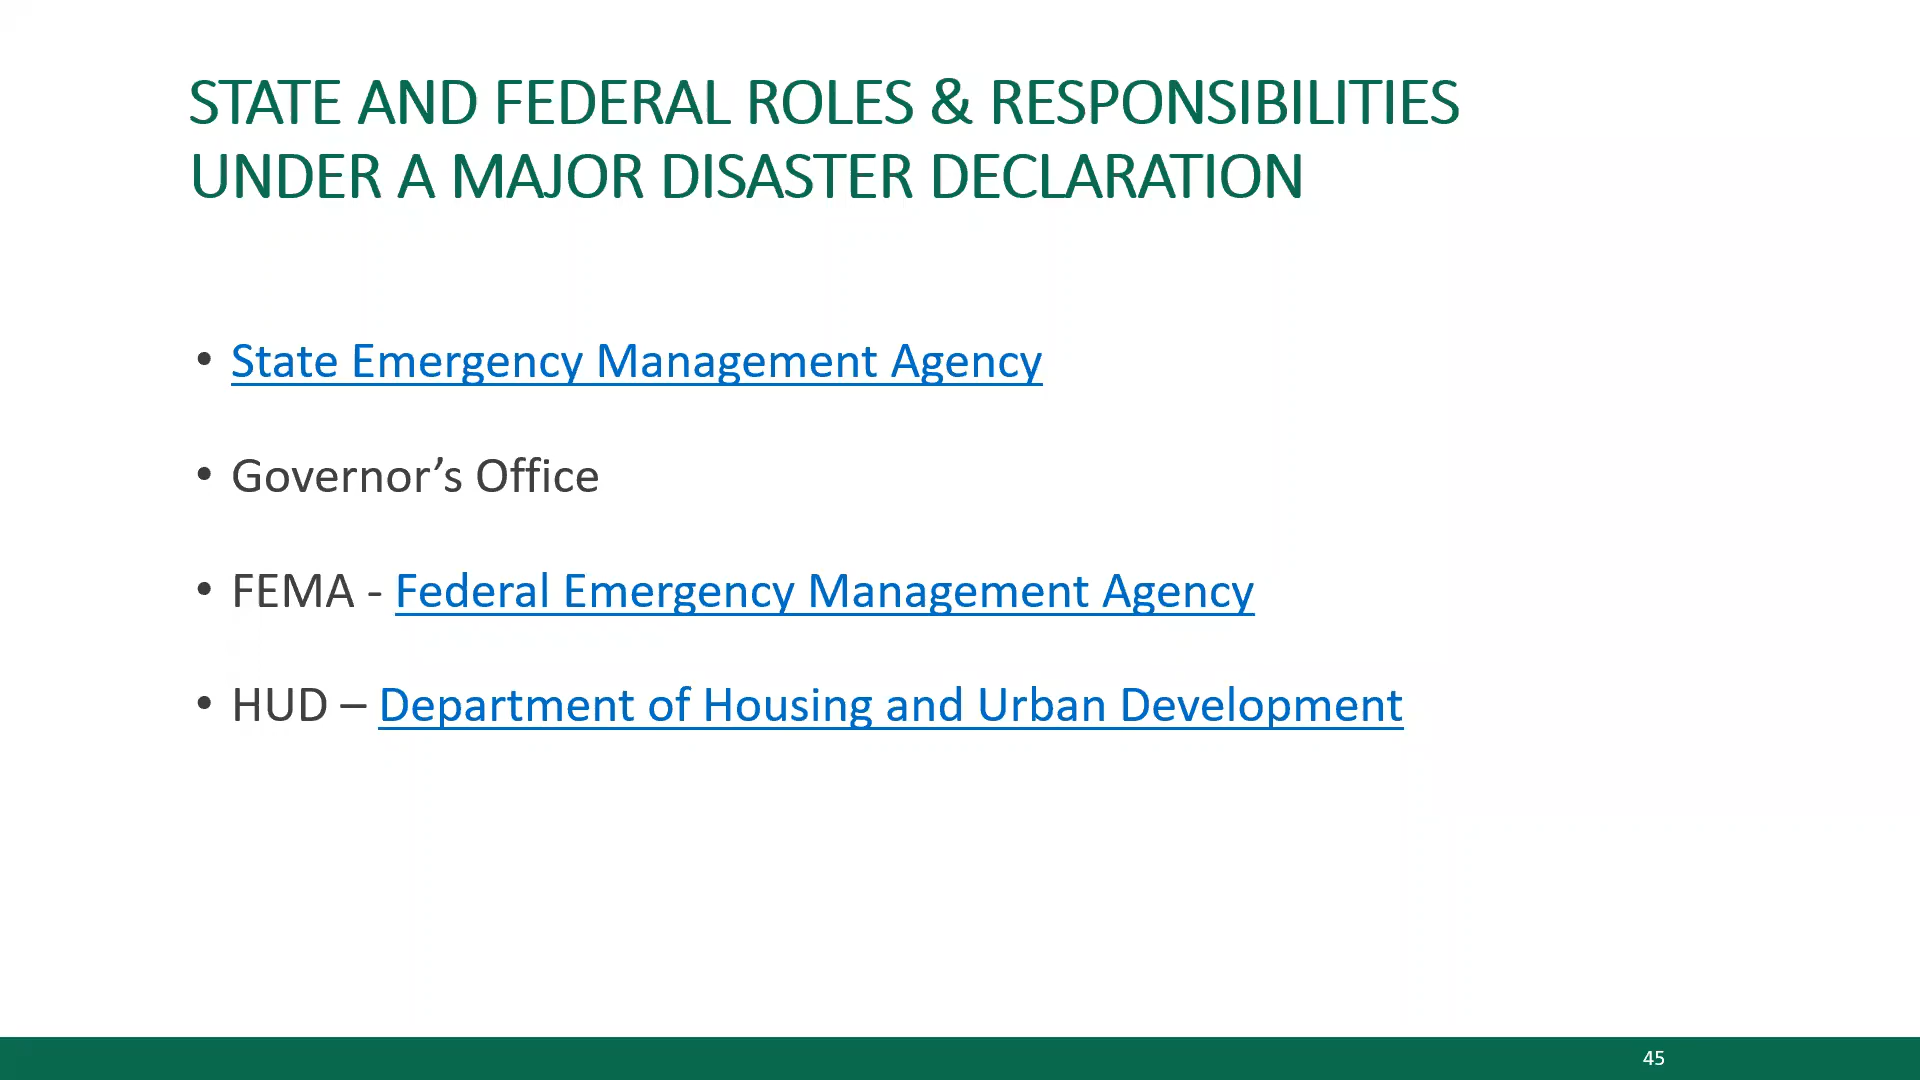 STATE AND FEDERAL ROLES & RESPONSIBILITIES
UNDER A MAJOR DISASTER DECLARATION
• State Emergency Management Agency
• Governor’s Office
• FEMA - Federal Emergency Management Agency
• HUD – Department of Housing and Urban Development
45